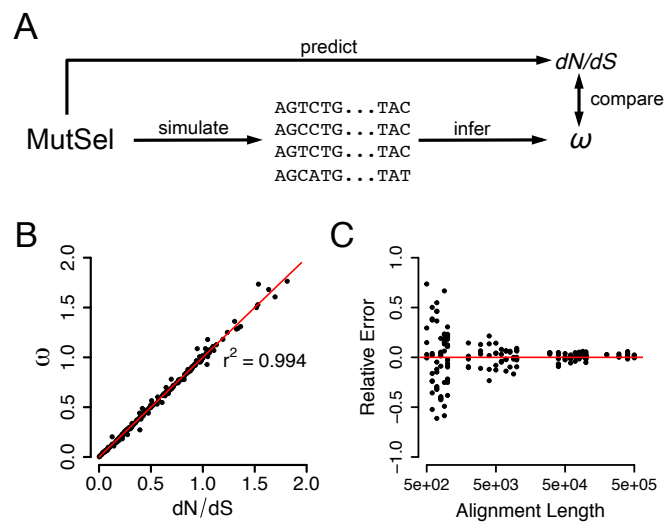 A
predict
dN/dS
compare
MutSel
simulate
AGTCTG...TAC
AGCCTG...TAC
AGTCTG...TAC
AGCATG...TAT
infer
ω
B
2.0
1.5
1.0
0.5
0.0
ω
r² = 0.994
0.0 0.5 1.0 1.5 2.0
dN/dS
C
1.0
0.5
0.0
−0.5
−1.0
Relative Error
5e+02 5e+03 5e+04 5e+05
Alignment Length